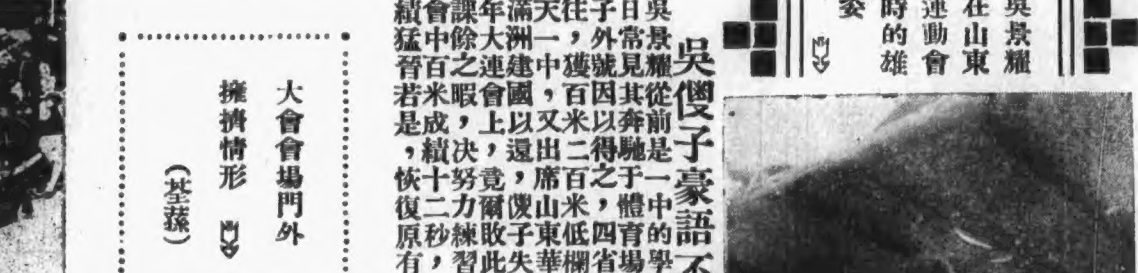 吳景耀
在山東
運動會
時的雄
姿
吳傻子豪語不
吳景耀從前是一中的學
日常見其奔馳于體育場
子外號因以得之，四省
往，獲百米二百米低欄
天一中，又出席山東華
滿洲建國以還，傻子失
年大連會上，竟爾敗此
課餘之暇，决努力練習
會中百米成績十二秒，
績猛晉若是，恢復原有
大會會場門外
擁擠情形
（荃蓀）